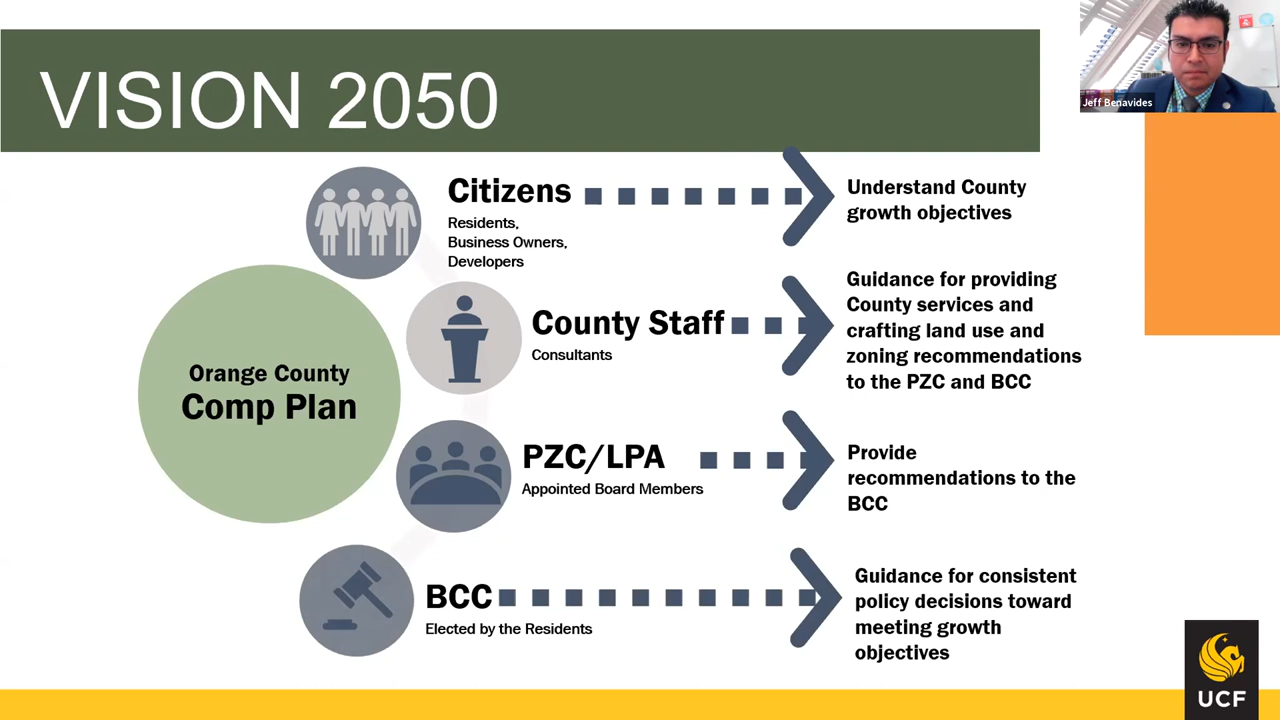 VISION 2050
Jeff Benavides
Citizens
Residents,
Business Owners,
Developers
Understand County
growth objectives
Orange County
Comp Plan
County Staff
Consultants
Guidance for providing
County services and
crafting land use and
zoning recommendations
to the PZC and BCC
PZC/LPA
Appointed Board Members
Provide
recommendations to the
BCC
BCC
Elected by the Residents
Guidance for consistent
policy decisions toward
meeting growth
objectives
UCF